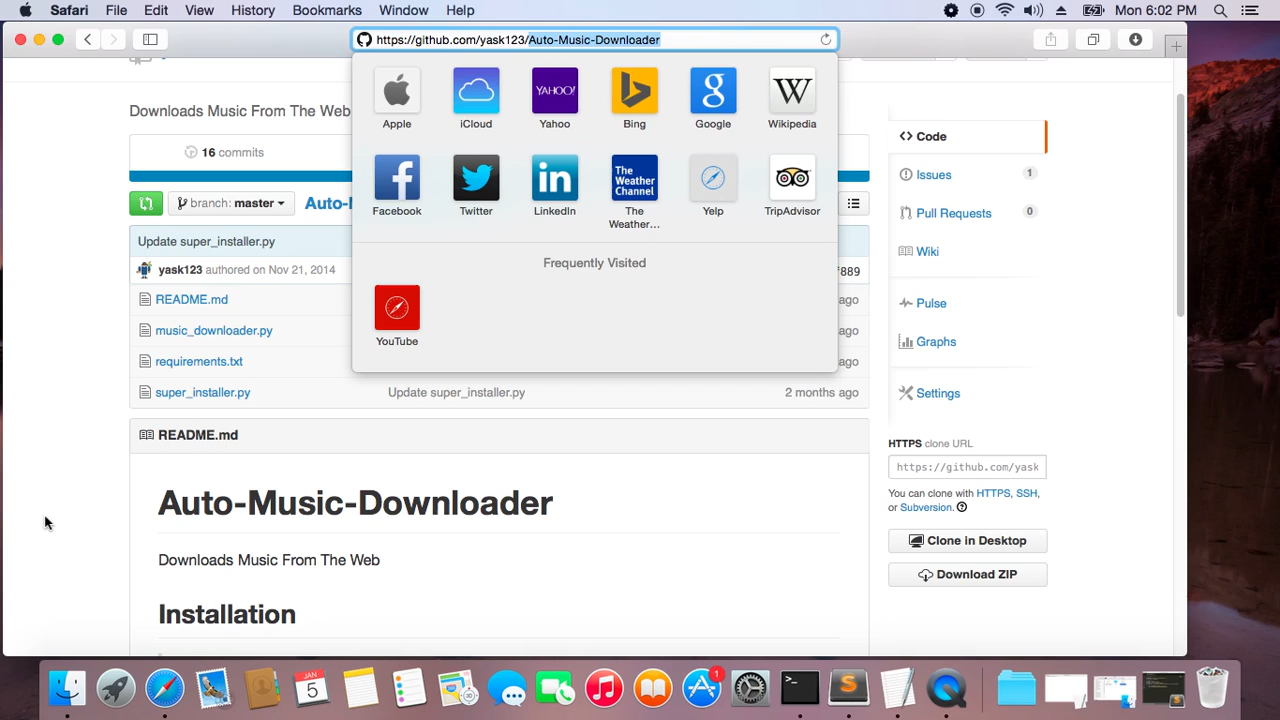 Safari File Edit View History Bookmarks Window Help Mon 6:02 PM
https://github.com/yask123/Auto-Music-Downloader
Apple iCloud Yahoo Bing Google Wikipedia
YAHOO!
The Weather Channel
Facebook Twitter LinkedIn The Weather... Yelp TripAdvisor
Frequently Visited
YouTube
Downloads Music From The Web
16 commits
branch: master Auto-
Update super_installer.py
yask123 authored on Nov 21, 2014 889
README.md ago
music_downloader.py ago
requirements.txt ago
super_installer.py Update super_installer.py 2 months ago
README.md
Auto-Music-Downloader
Downloads Music From The Web
Installation
Code
Issues 1
Pull Requests 0
Wiki
Pulse
Graphs
Settings
HTTPS clone URL
https://github.com/yask
You can clone with HTTPS, SSH,
or Subversion.
Clone in Desktop
Download ZIP
JAN
5
1